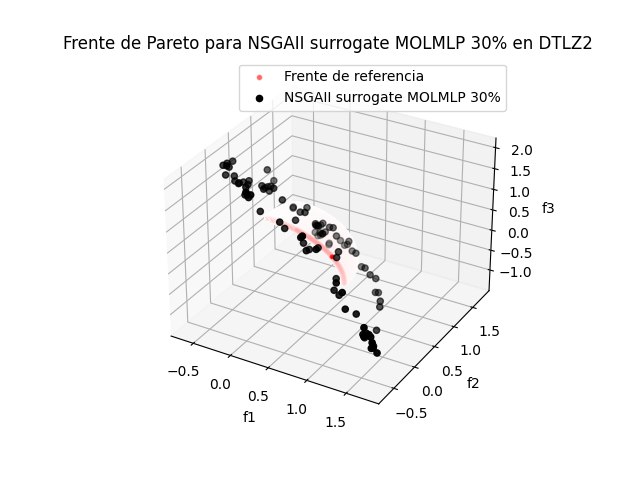 Frente de Pareto para NSGAII surrogate MOLMLP 30% en DTLZ2
Frente de referencia
NSGAII surrogate MOLMLP 30%
2.0
1.5
1.0
0.5
0.0
−0.5
−1.0
f3
1.5
1.0
0.5
0.0
−0.5
f2
−0.5
0.0
0.5
1.0
1.5
f1